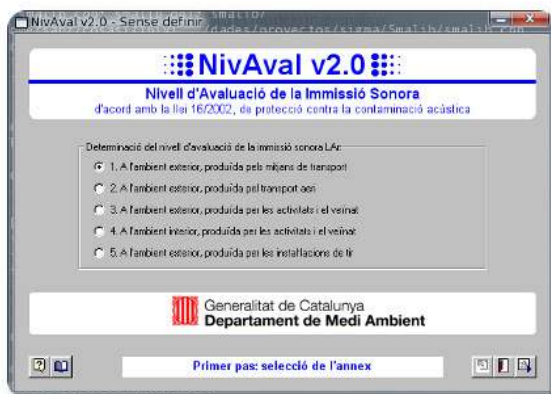 NivAval v2.0 - Sense definir
NivAval v2.0
Nivell d'Avaluació de la Immissió Sonora
d'acord amb la llei 16/2002, de protecció contra la contaminació acústica
Determinació del nivell d'avaluació de la immissió sonora LAr:
1. A l'ambient exterior, produïda pels mitjans de transport
2. A l'ambient exterior, produïda pel transport aeri
3. A l'ambient exterior, produïda per les activitats i el veïnat
4. A l'ambient interior, produïda per les activitats i el veïnat
5. A l'ambient exterior, produïda per les instal·lacions de tir
Generalitat de Catalunya
Departament de Medi Ambient
Primer pas: selecció de l'annex